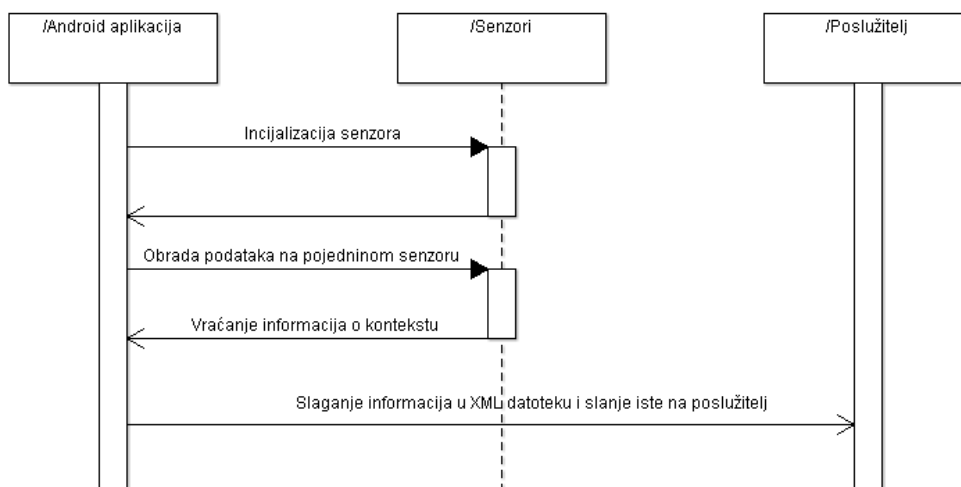 /Android aplikacija
/Senzori
/Poslužitelj
Incijalizacija senzora
Obrada podataka na pojedninom senzoru
Vraćanje informacija o kontekstu
Slaganje informacija u XML datoteku i slanje iste na poslužitelj